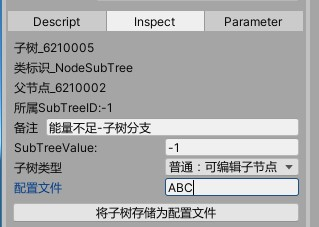 Descript Inspect Parameter
子树_6210005
类标识_NodeSubTree
父节点_6210002
所属SubTreeID:-1
备注 能量不足-子树分支
SubTreeValue: -1
子树类型 普通：可编辑子节点
配置文件 ABC
将子树存储为配置文件